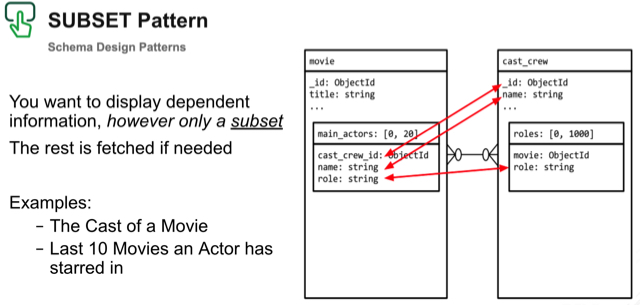 SUBSET Pattern
Schema Design Patterns
You want to display dependent
information, however only a subset
The rest is fetched if needed
Examples:
– The Cast of a Movie
– Last 10 Movies an Actor has
starred in
movie
_id: ObjectId
title: string
...
main_actors: [0, 20]
cast_crew_id: ObjectId
name: string
role: string
cast_crew
_id: ObjectId
name: string
...
roles: [0, 1000]
movie: ObjectId
role: string